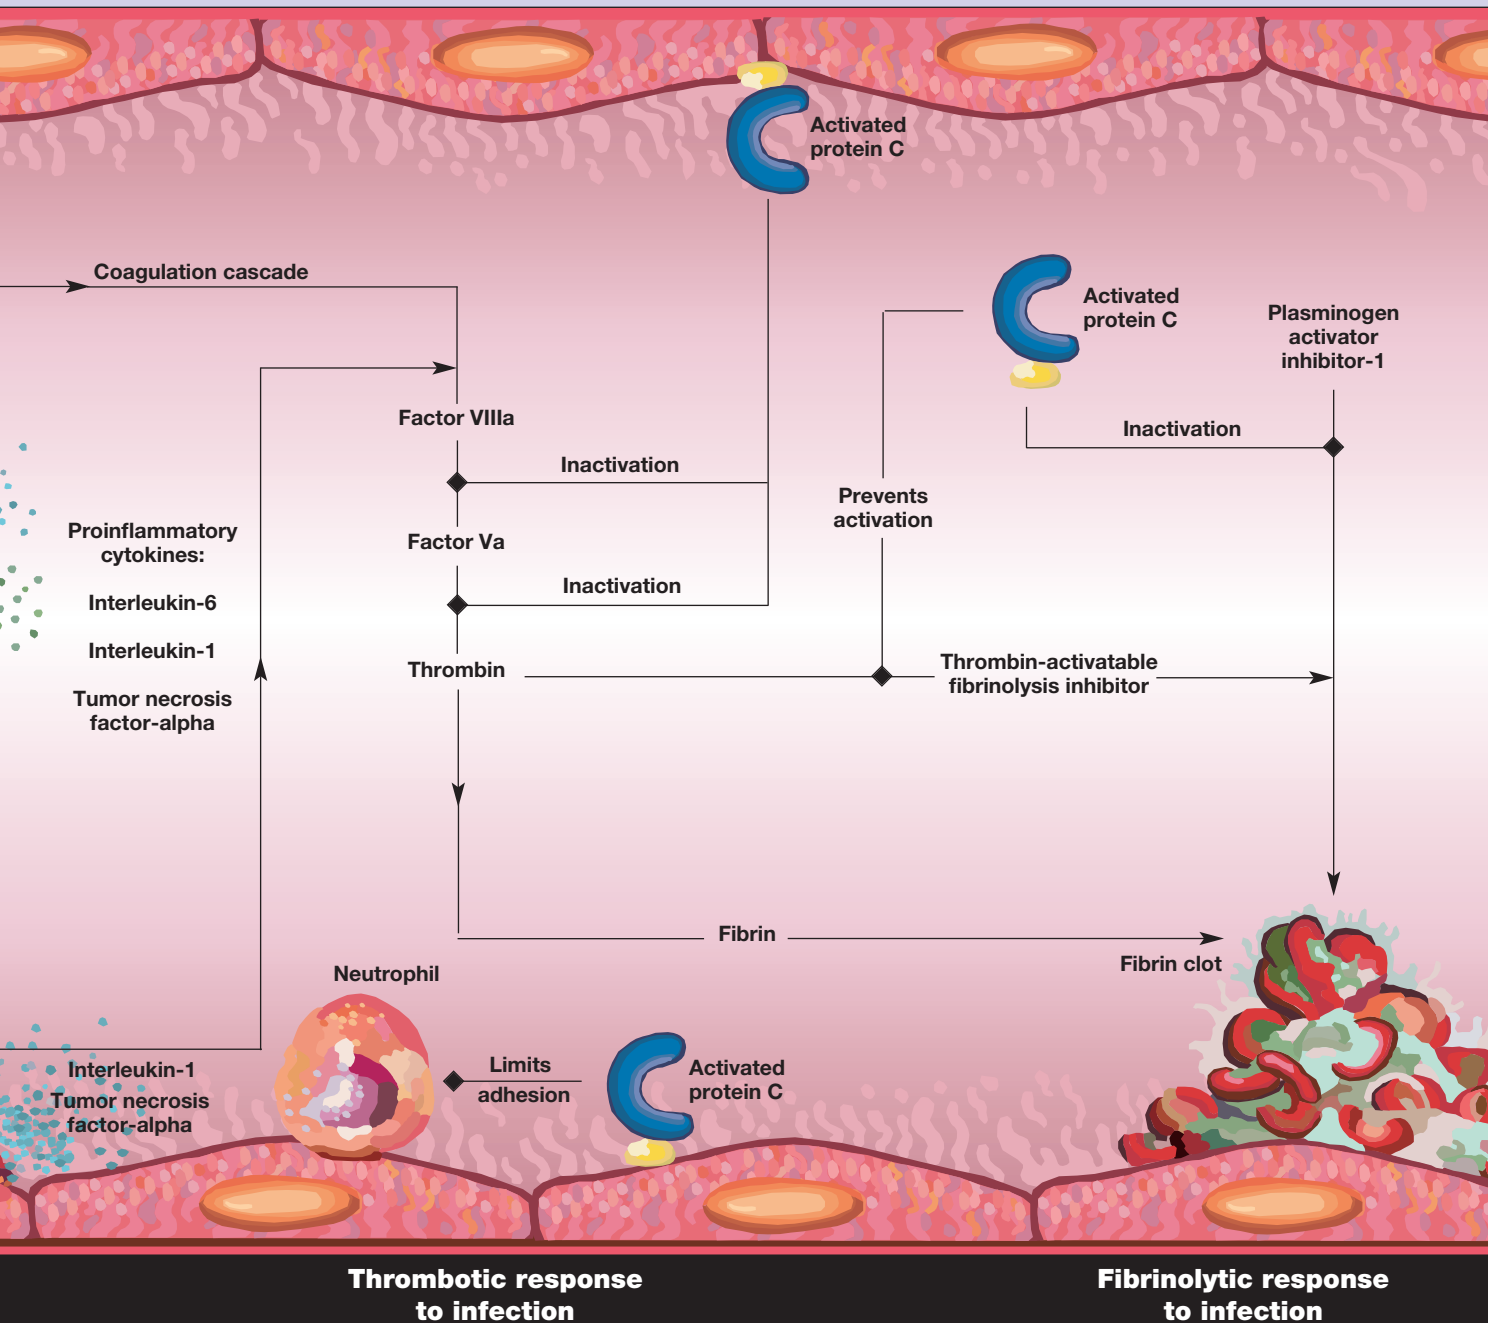 Activated
protein C
Coagulation cascade
Activated
protein C
Plasminogen
activator
inhibitor-1
Factor VIIIa
Inactivation
Inactivation
Prevents
activation
Proinflammatory
cytokines:
Interleukin-6
Interleukin-1
Tumor necrosis
factor-alpha
Factor Va
Inactivation
Thrombin
Thrombin-activatable
fibrinolysis inhibitor
Fibrin
Fibrin clot
Neutrophil
Interleukin-1
Tumor necrosis
factor-alpha
Limits
adhesion
Activated
protein C
Thrombotic response
to infection
Fibrinolytic response
to infection